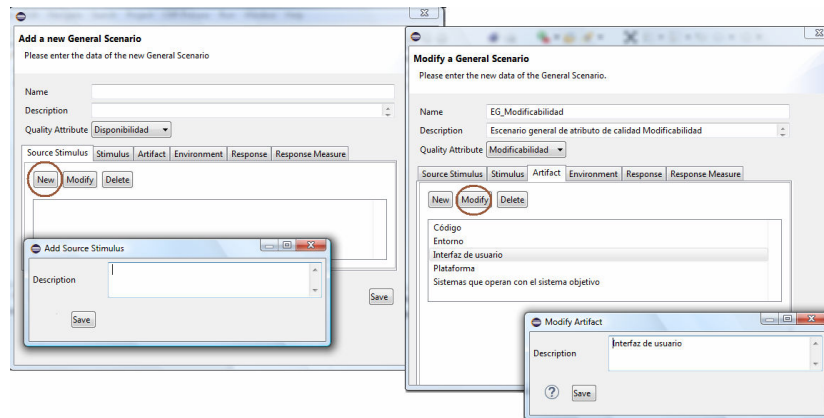 Add a new General Scenario
Please enter the data of the new General Scenario
Name
Description
Quality Attribute Disponibilidad
Source Stimulus Stimulus Artifact Environment Response Response Measure
New Modify Delete
Add Source Stimulus
Description
Save
Save
Modify a General Scenario
Please enter the new data of the General Scenario.
Name EG_Modificabilidad
Description Escenario general de atributo de calidad Modificabilidad
Quality Attribute Modificabilidad
Source Stimulus Stimulus Artifact Environment Response Response Measure
New Modify Delete
Código
Entorno
Interfaz de usuario
Plataforma
Sistemas que operan con el sistema objetivo
Modify Artifact
Description Interfaz de usuario
Save